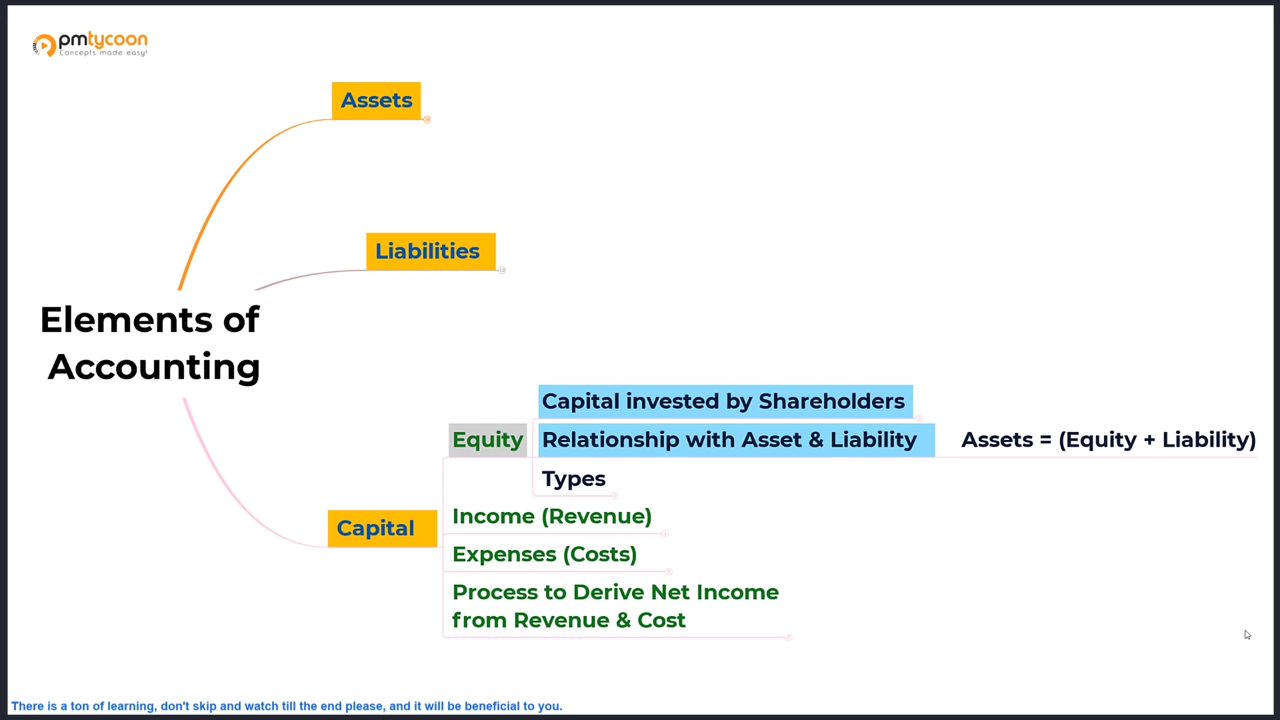 pmtycoon
Concepts made easy!
Assets
Liabilities
Elements of
Accounting
Capital invested by Shareholders
Equity
Relationship with Asset & Liability
Assets = (Equity + Liability)
Types
Income (Revenue)
Capital
Expenses (Costs)
Process to Derive Net Income
from Revenue & Cost
There is a ton of learning, don't skip and watch till the end please, and it will be beneficial to you.